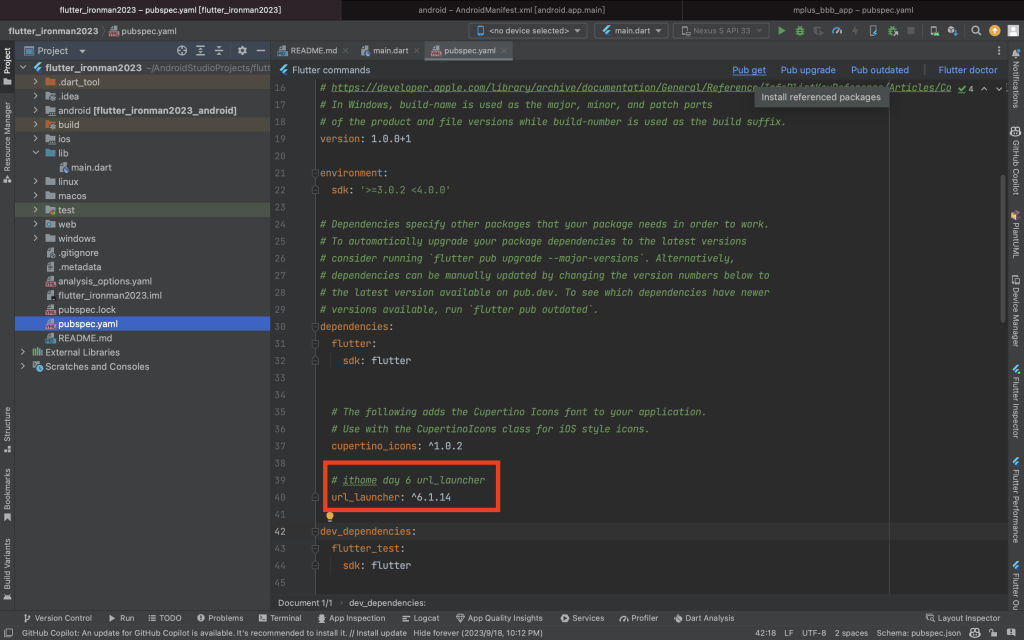 flutter_ironman2023 – pubspec.yaml [flutter_ironman2023]
android – AndroidManifest.xml [android.app.main]
mplus_bbb_app – pubspec.yaml
flutter_ironman2023 pubspec.yaml
<no device selected>
main.dart
Nexus S API 33
Project
README.md
main.dart
pubspec.yaml
flutter_ironman2023 ~/AndroidStudioProjects/flutt
.dart_tool
.idea
android [flutter_ironman2023_android]
build
ios
lib
main.dart
linux
macos
test
web
windows
.gitignore
.metadata
analysis_options.yaml
flutter_ironman2023.iml
pubspec.lock
pubspec.yaml
README.md
External Libraries
Scratches and Consoles
Project
Resource Manager
Structure
Bookmarks
Build Variants
Flutter commands
Pub get
Pub upgrade
Pub outdated
Flutter doctor
Install referenced packages
4
16 # https://developer.apple.com/library/archive/documentation/General/Reference/InfoPlistKeyReference/Articles/Co
17 # In Windows, build-name is used as the major, minor, and patch parts
18 # of the product and file versions while build-number is used as the build suffix.
19 version: 1.0.0+1
20
21 environment:
22 sdk: '>=3.0.2 <4.0.0'
23
24 # Dependencies specify other packages that your package needs in order to work.
25 # To automatically upgrade your package dependencies to the latest versions
26 # consider running `flutter pub upgrade --major-versions`. Alternatively,
27 # dependencies can be manually updated by changing the version numbers below to
28 # the latest version available on pub.dev. To see which dependencies have newer
29 # versions available, run `flutter pub outdated`.
30 dependencies:
31 flutter:
32 sdk: flutter
33
34
35 # The following adds the Cupertino Icons font to your application.
36 # Use with the CupertinoIcons class for iOS style icons.
37 cupertino_icons: ^1.0.2
38
39 # ithome day 6 url_launcher
40 url_launcher: ^6.1.14
41
42 dev_dependencies:
43 flutter_test:
44 sdk: flutter
45
Document 1/1 › dev_dependencies:
Notifications
GitHub Copilot
PlantUML
Device Manager
Flutter Inspector
Flutter Performance
Flutter Ou
Version Control
Run
TODO
Problems
Terminal
App Inspection
Logcat
App Quality Insights
Services
Profiler
Dart Analysis
Layout Inspector
GitHub Copilot: An update for GitHub Copilot is available. It's recommended to install it. // Install update Hide forever (2023/9/18, 10:12 PM)
42:18 LF UTF-8 2 spaces Schema: pubspec.json